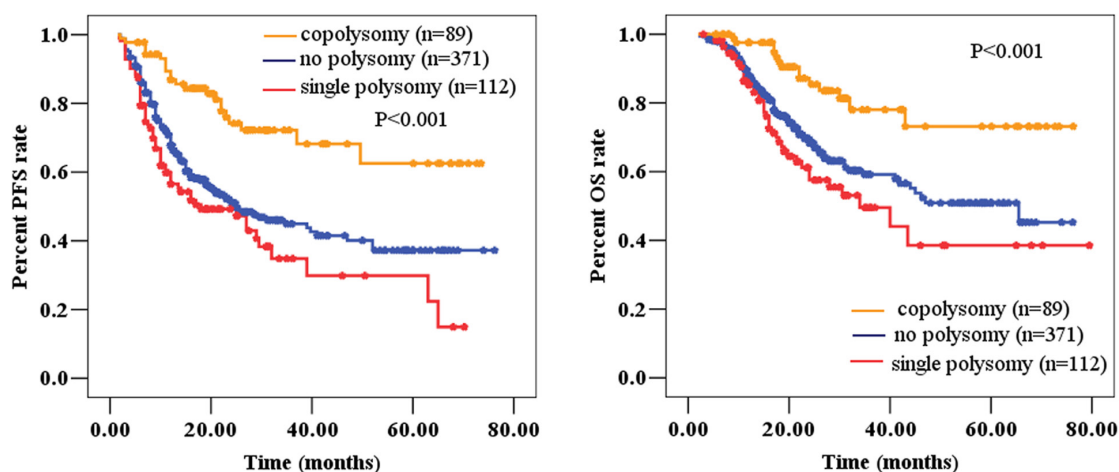 copolysomy (n=89)
no polysomy (n=371)
single polysomy (n=112)
P<0.001
1.0
0.8
0.6
0.4
0.2
0.0
Percent PFS rate
0.00 20.00 40.00 60.00 80.00
Time (months)
P<0.001
copolysomy (n=89)
no polysomy (n=371)
single polysomy (n=112)
1.0
0.8
0.6
0.4
0.2
0.0
Percent OS rate
0.00 20.00 40.00 60.00 80.00
Time (months)